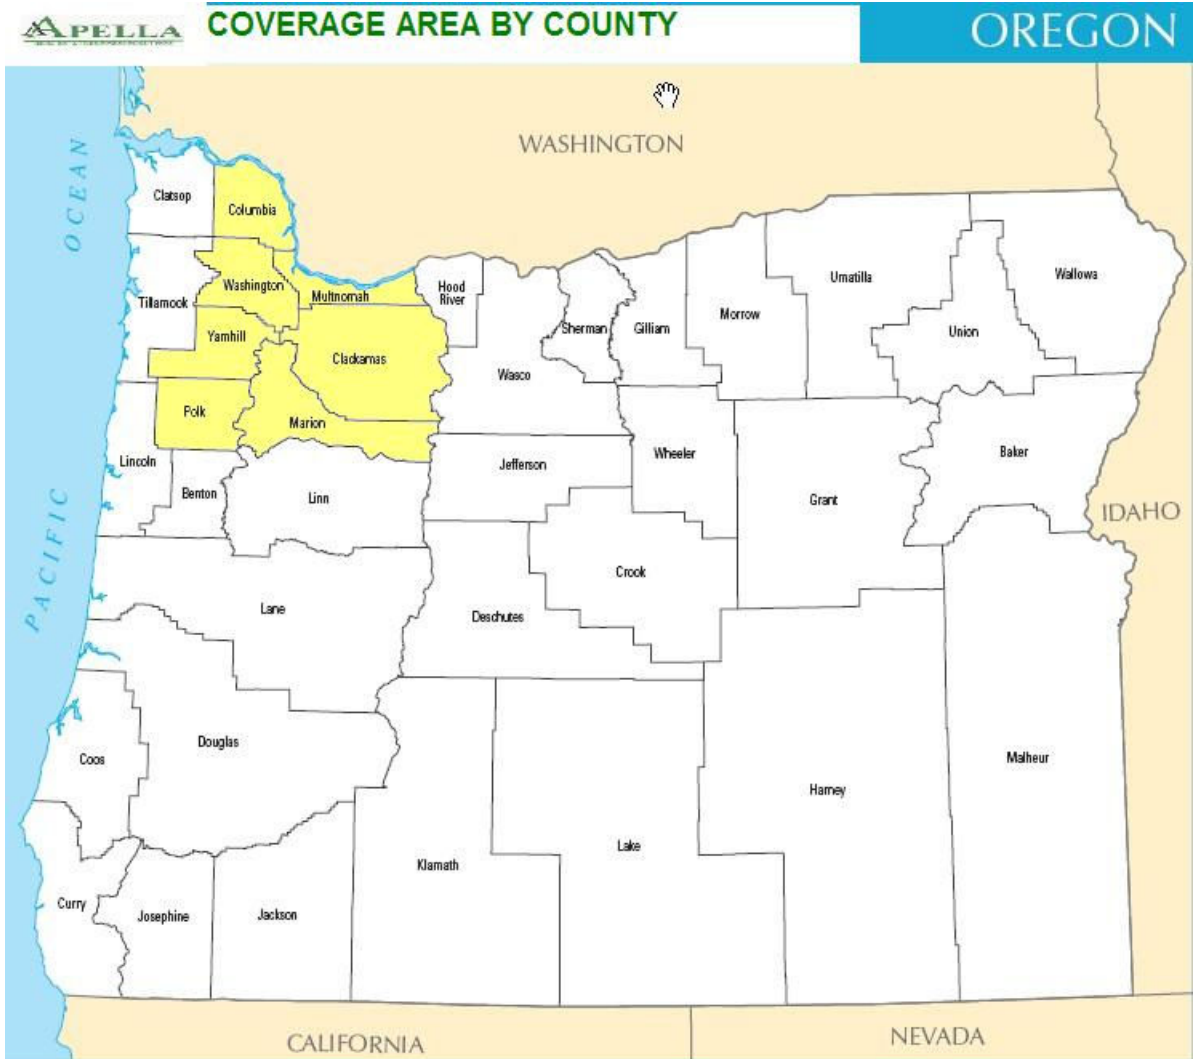 APELLA
COVERAGE AREA BY COUNTY
OREGON
WASHINGTON
OCEAN
Clatsop
Columbia
Tillamook
Washington
Multnomah
Hood
River
Sherman
Gilliam
Morrow
Umatilla
Union
Wallowa
Yamhill
Clackamas
Wasco
Polk
Marion
Lincoln
Benton
Linn
Jefferson
Wheeler
Grant
Baker
IDAHO
PACIFIC
Lane
Deschutes
Crook
Coos
Douglas
Malheur
Harney
Lake
Klamath
Curry
Josephine
Jackson
CALIFORNIA
NEVADA